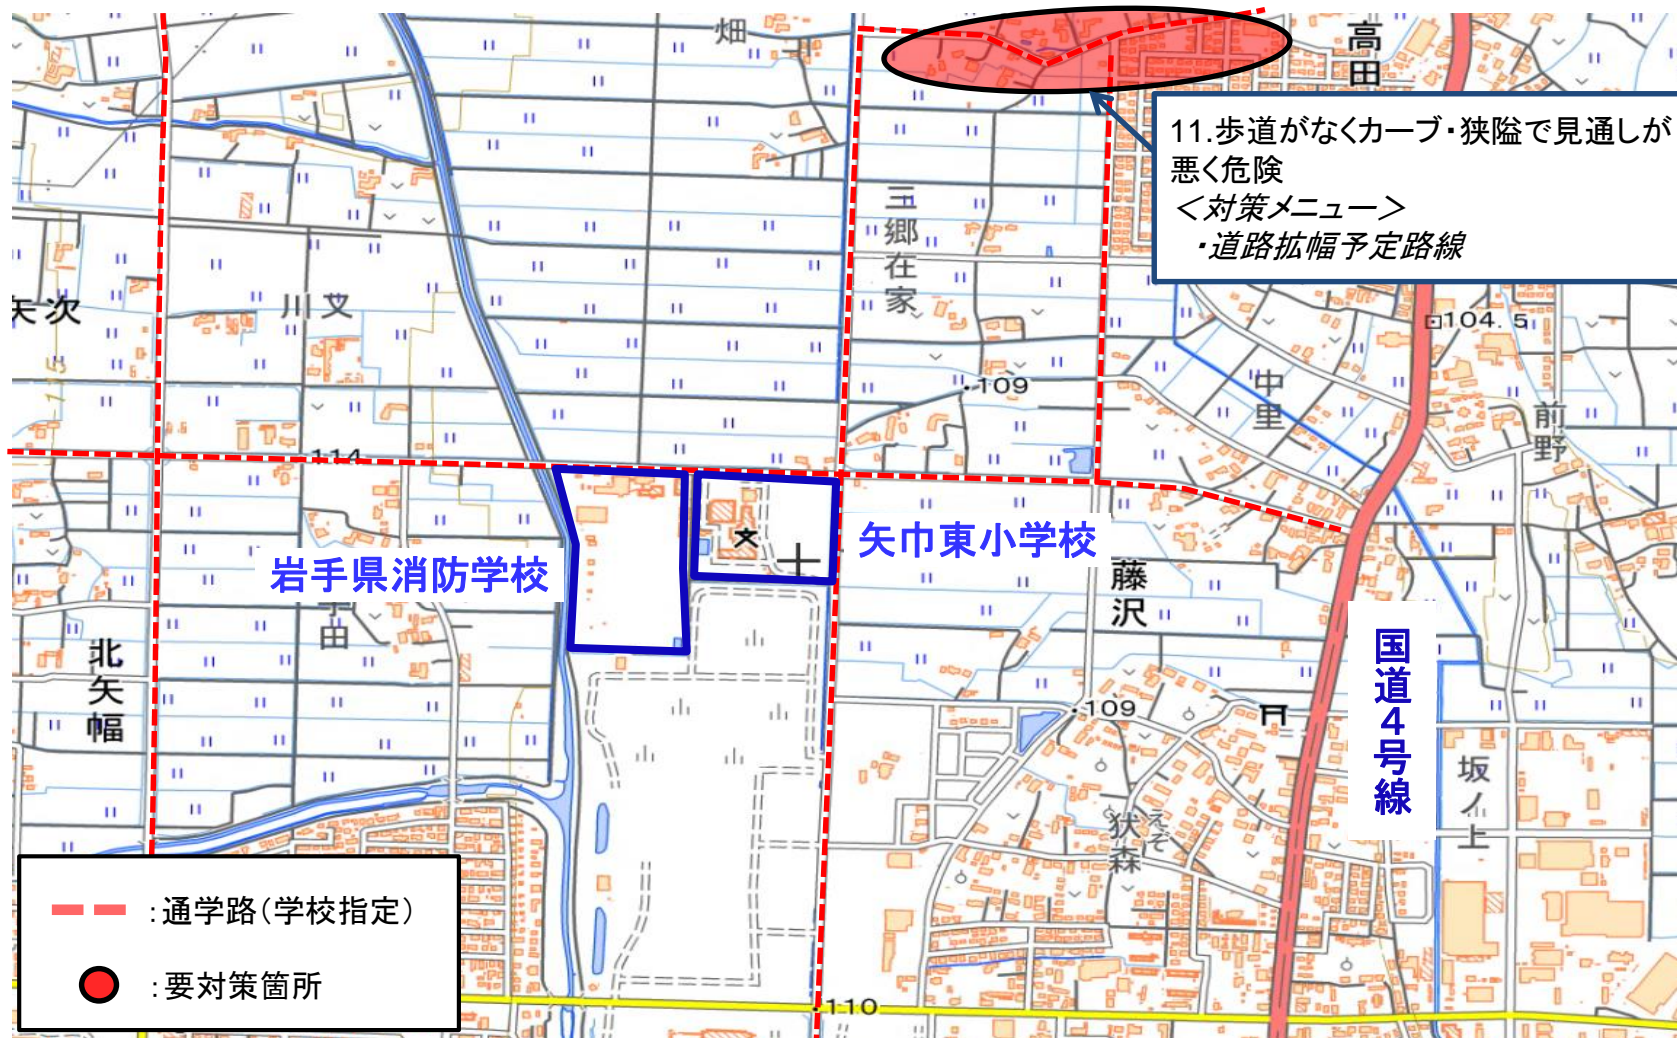 畑
高田
11.歩道がなくカーブ・狭隘で見通しが
悪く危険
＜対策メニュー＞
・道路拡幅予定路線
三郷在家
矢次
川又
115
104.5
・109
中里
前野
114
矢巾東小学校
岩手県消防学校
文
藤沢
田
北矢幅
国道4号線
・109
坂ノ上
えぞ
狄森
：通学路（学校指定）
：要対策箇所
・110